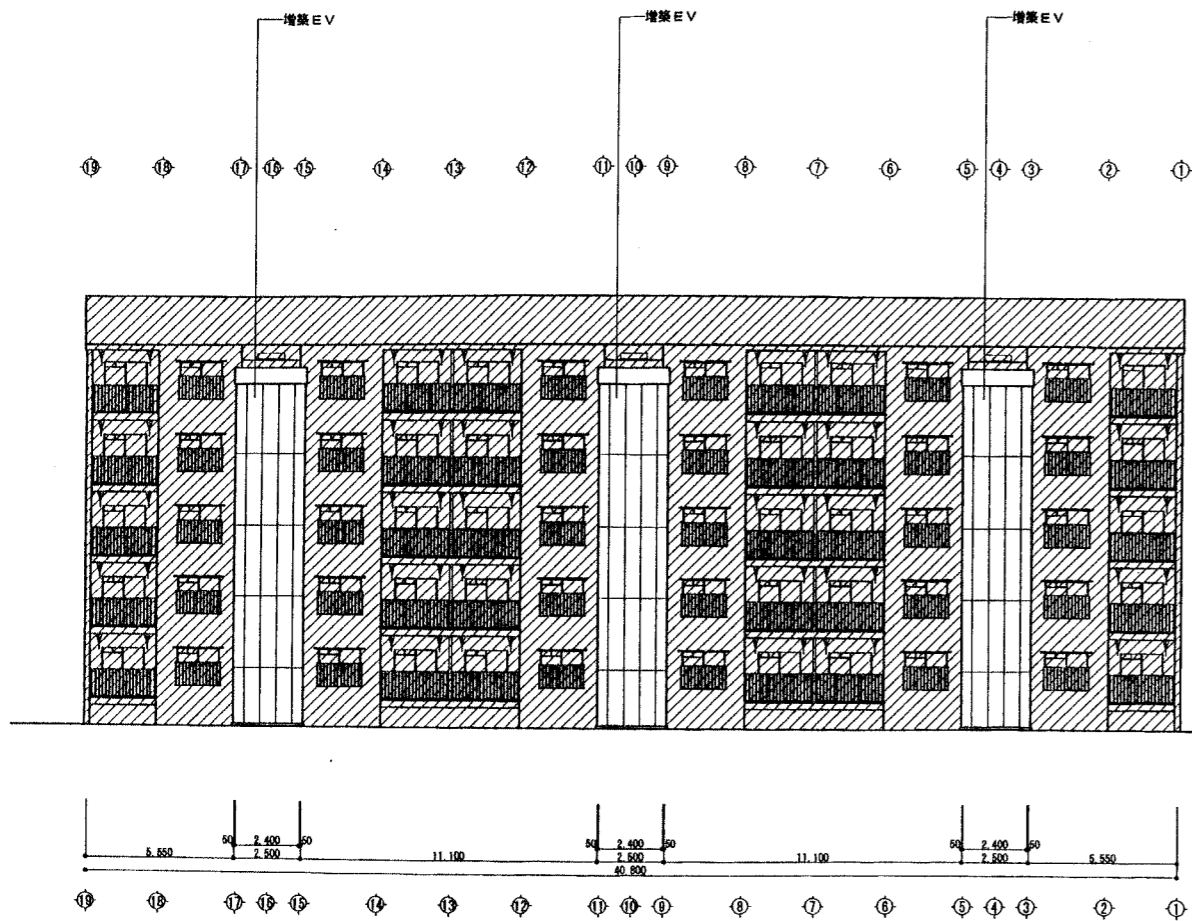 増築ＥＶ 増築ＥＶ 増築ＥＶ
⑲ ⑱ ⑰ ⑯ ⑮ ⑭ ⑬ ⑫ ⑪ ⑩ ⑨ ⑧ ⑦ ⑥ ⑤ ④ ③ ② ①
50 2.400 50 50 2.400 50 50 2.400 50
5.550 2.500 11.100 2.500 11.100 2.500 5.550
40.800
⑲ ⑱ ⑰ ⑯ ⑮ ⑭ ⑬ ⑫ ⑪ ⑩ ⑨ ⑧ ⑦ ⑥ ⑤ ④ ③ ② ①